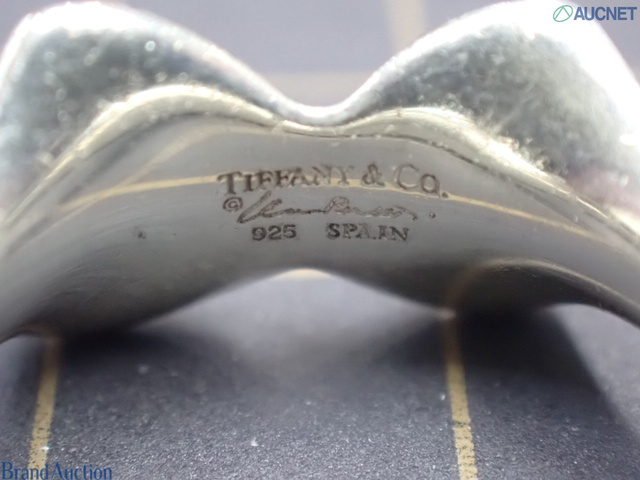 AUCNET
TIFFANY & CO.
©
925 SPAIN
Brand Auction